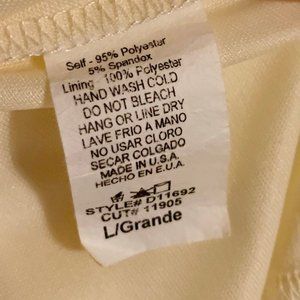 Self - 95% Polyester
5% Spandex
Lining - 100% Polyester
HAND WASH COLD
DO NOT BLEACH
HANG OR LINE DRY
LAVE FRIO A MANO
NO USAR CLORO
SECAR COLGADO
MADE IN U.S.A.
HECHO EN E.U.A.
STYLE# D11692
CUT# 11905
L/Grande